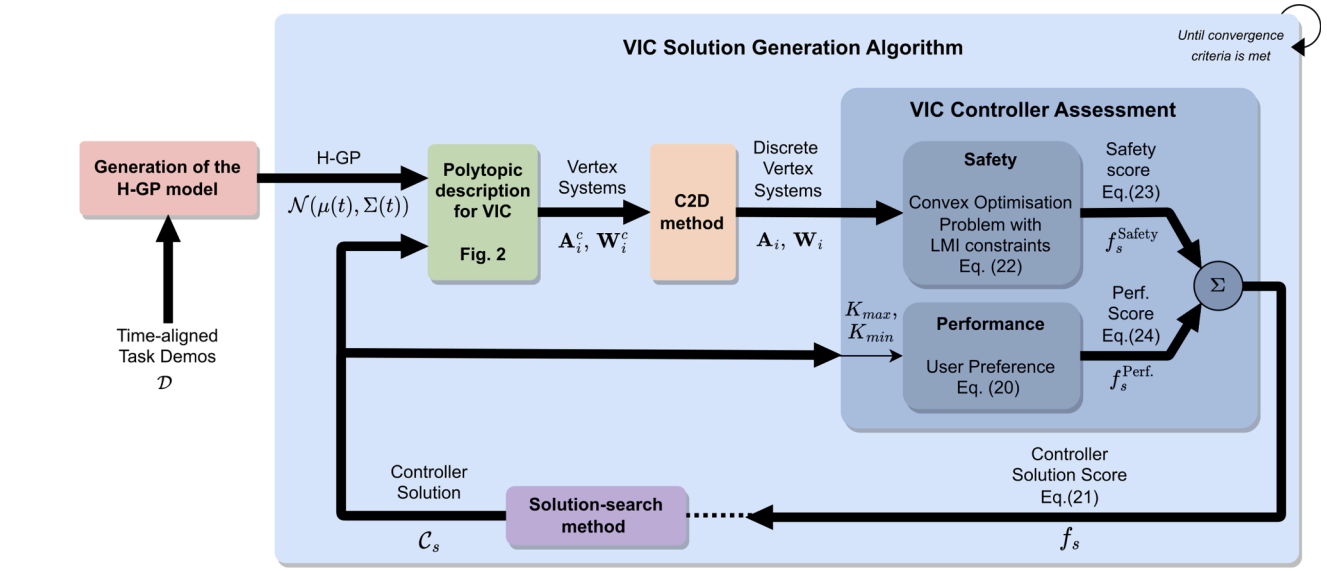 VIC Solution Generation Algorithm
Until convergence
criteria is met
VIC Controller Assessment
Generation of the
H-GP model
H-GP
𝒩(μ(t), Σ(t))
Polytopic
description
for VIC
Fig. 2
Vertex
Systems
A_i^c, W_i^c
C2D
method
Discrete
Vertex
Systems
A_i, W_i
Safety
Convex Optimisation
Problem with
LMI constraints
Eq. (22)
Safety
score
Eq.(23)
f_s^Safety
Σ
Time-aligned
Task Demos
𝒟
K_max,
K_min
Performance
User Preference
Eq. (20)
Perf.
Score
Eq.(24)
f_s^Perf.
Controller
Solution
𝒞_s
Solution-search
method
Controller
Solution Score
Eq.(21)
f_s